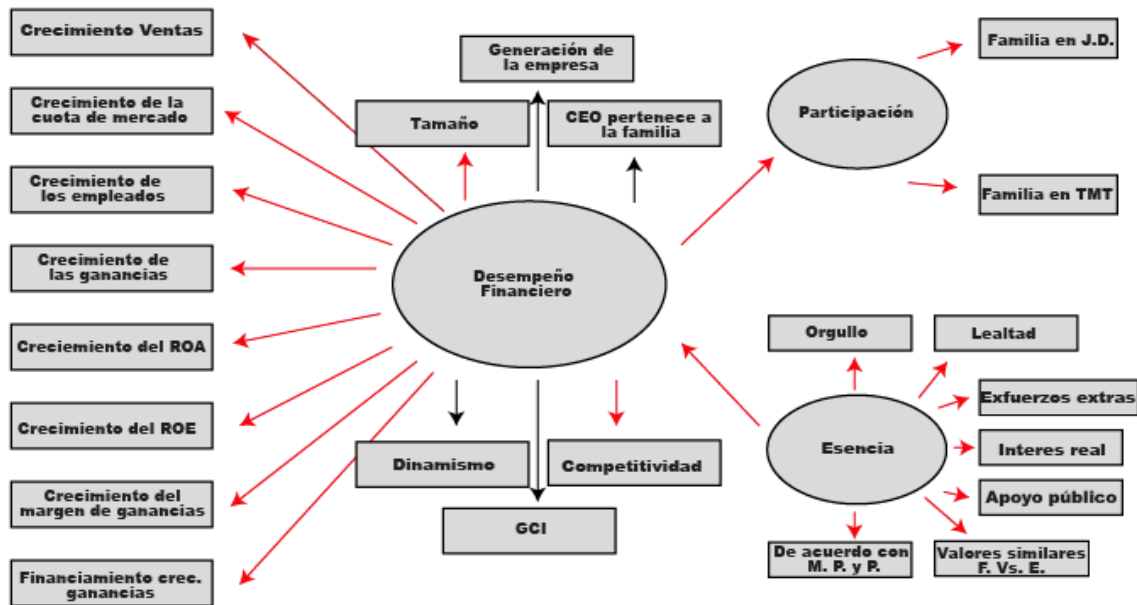 Crecimiento Ventas
Crecimiento de la
cuota de mercado
Crecimiento de
los empleados
Crecimiento de
las ganancias
Creciemiento del ROA
Crecimiento del ROE
Crecimiento del
margen de ganancias
Financiamiento crec.
ganancias
Generación de
la empresa
Tamaño
CEO pertenece a
la familia
Desempeño
Financiero
Dinamismo
Competitividad
GCI
Participación
Familia en J.D.
Familia en TMT
Orgullo
Lealtad
Exfuerzos extras
Esencia
Interes real
Apoyo público
De acuerdo con
M. P. y P.
Valores similares
F. Vs. E.